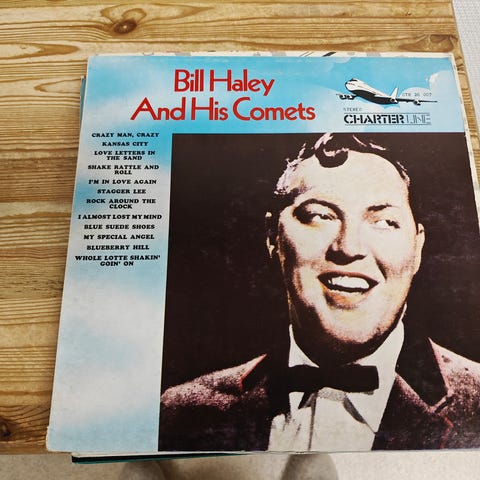 Bill Haley
And His Comets
CTR 26 007
STEREO
CHARTER LINE
CRAZY MAN, CRAZY
KANSAS CITY
LOVE LETTERS IN
THE SAND
SHAKE RATTLE AND
ROLL
I'M IN LOVE AGAIN
STAGGER LEE
ROCK AROUND THE
CLOCK
I ALMOST LOST MY MIND
BLUE SUEDE SHOES
MY SPECIAL ANGEL
BLUEBERRY HILL
WHOLE LOTTE SHAKIN'
GOIN' ON